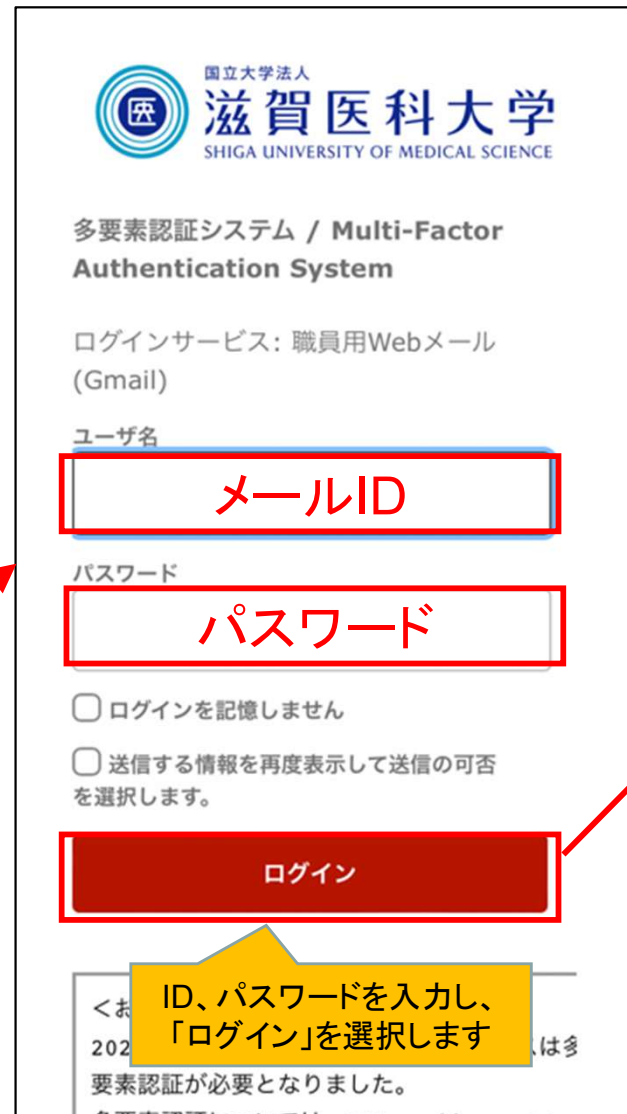 国立大学法人
医
滋賀医科大学
SHIGA UNIVERSITY OF MEDICAL SCIENCE
多要素認証システム / Multi-Factor
Authentication System
ログインサービス: 職員用Webメール
(Gmail)
ユーザ名
メールID
パスワード
パスワード
ログインを記憶しません
送信する情報を再度表示して送信の可否
を選択します。
ログイン
ID、パスワードを入力し、
「ログイン」を選択します
<お
202
は多
要素認証が必要となりました。